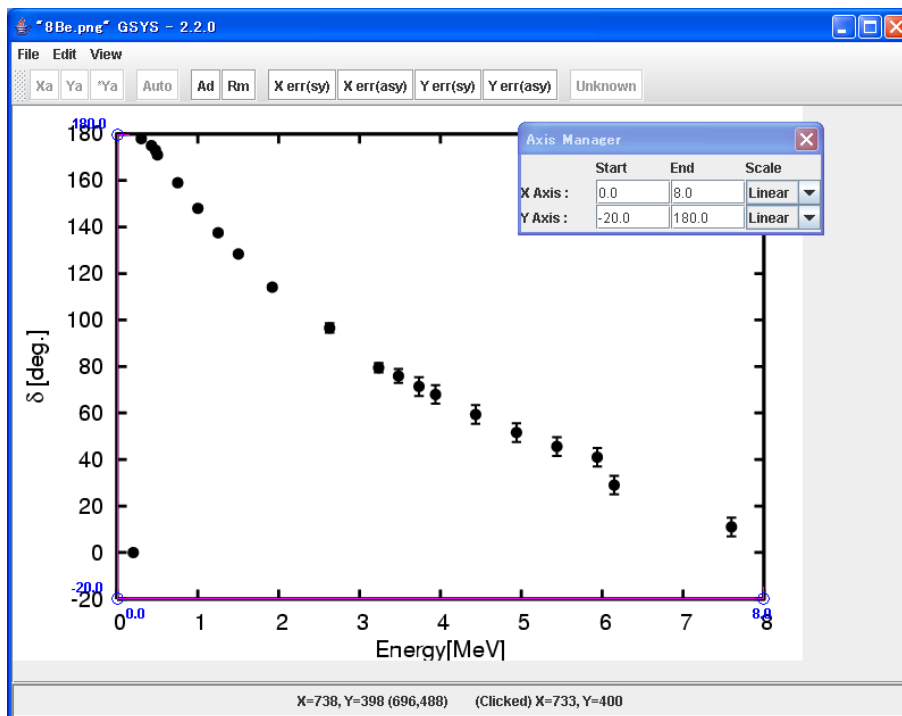 "8Be.png" GSYS - 2.2.0
File Edit View
Xa Ya *Ya Auto Ad Rm X err(sy) X err(asy) Y err(sy) Y err(asy) Unknown
180.0
Axis Manager
Start End Scale
X Axis : 0.0 8.0 Linear
Y Axis : -20.0 180.0 Linear
180
160
140
120
100
80
60
40
20
0
-20
δ [deg.]
-20.0
0.0
8.0
0 1 2 3 4 5 6 7 8
Energy[MeV]
X=738, Y=398 (696,488) (Clicked) X=733, Y=400